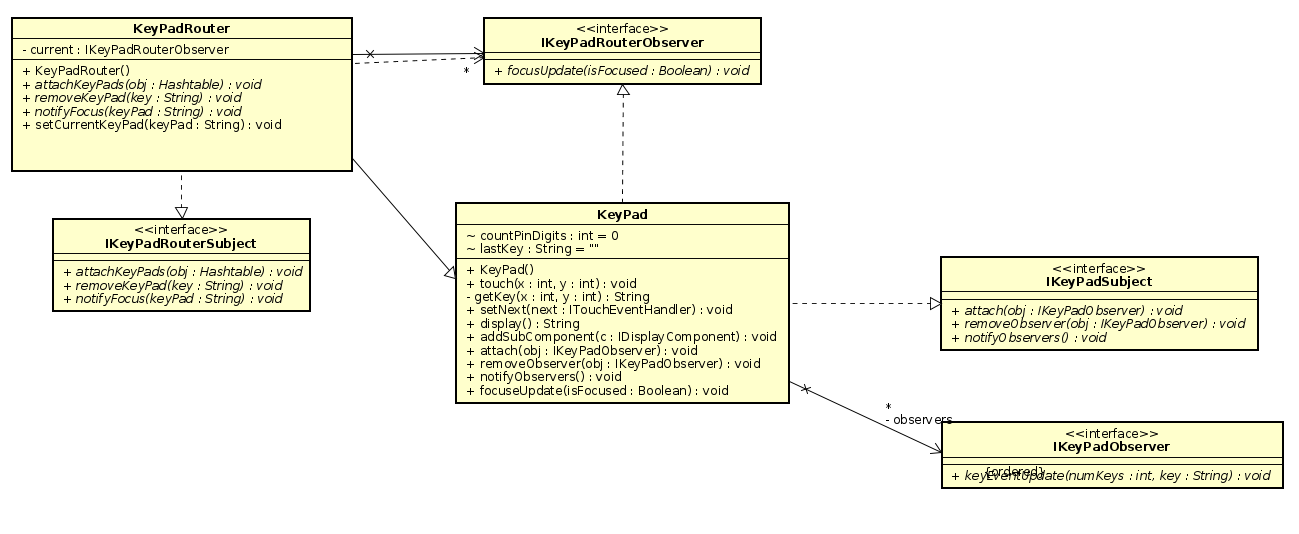 KeyPadRouter
- current : IKeyPadRouterObserver
+ KeyPadRouter()
+ attachKeyPads(obj : Hashtable) : void
+ removeKeyPad(key : String) : void
+ notifyFocus(keyPad : String) : void
+ setCurrentKeyPad(keyPad : String) : void
<<interface>>
IKeyPadRouterObserver
+ focusUpdate(isFocused : Boolean) : void
*
<<interface>>
IKeyPadRouterSubject
+ attachKeyPads(obj : Hashtable) : void
+ removeKeyPad(key : String) : void
+ notifyFocus(keyPad : String) : void
KeyPad
~ countPinDigits : int = 0
~ lastKey : String = ""
+ KeyPad()
+ touch(x : int, y : int) : void
- getKey(x : int, y : int) : String
+ setNext(next : ITouchEventHandler) : void
+ display() : String
+ addSubComponent(c : IDisplayComponent) : void
+ attach(obj : IKeyPadObserver) : void
+ removeObserver(obj : IKeyPadObserver) : void
+ notifyObservers() : void
+ focuseUpdate(isFocused : Boolean) : void
<<interface>>
IKeyPadSubject
+ attach(obj : IKeyPadObserver) : void
+ removeObserver(obj : IKeyPadObserver) : void
+ notifyObservers() : void
*
- observers
<<interface>>
IKeyPadObserver
{ordered}
+ keyEventUpdate(numKeys : int, key : String) : void